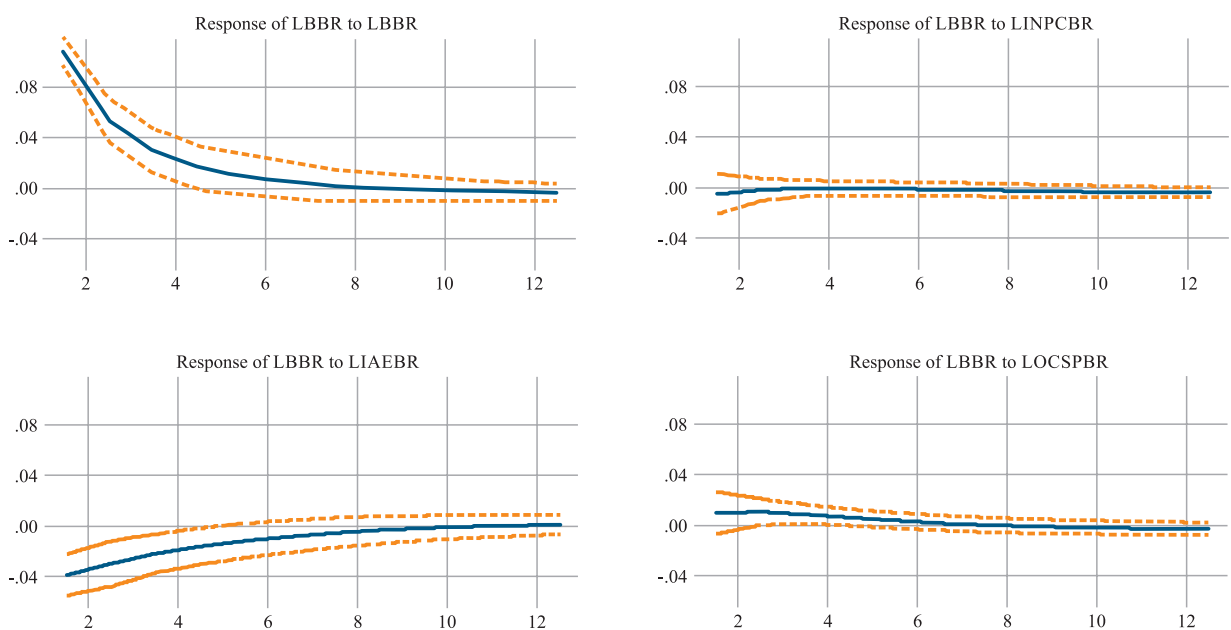 Response of LBBR to LBBR
.08
.04
.00
-.04
2 4 6 8 10 12
Response of LBBR to LINPCBR
.08
.04
.00
-.04
2 4 6 8 10 12
Response of LBBR to LIAEBR
.08
.04
.00
-.04
2 4 6 8 10 12
Response of LBBR to LOCSPBR
.08
.04
.00
-.04
2 4 6 8 10 12